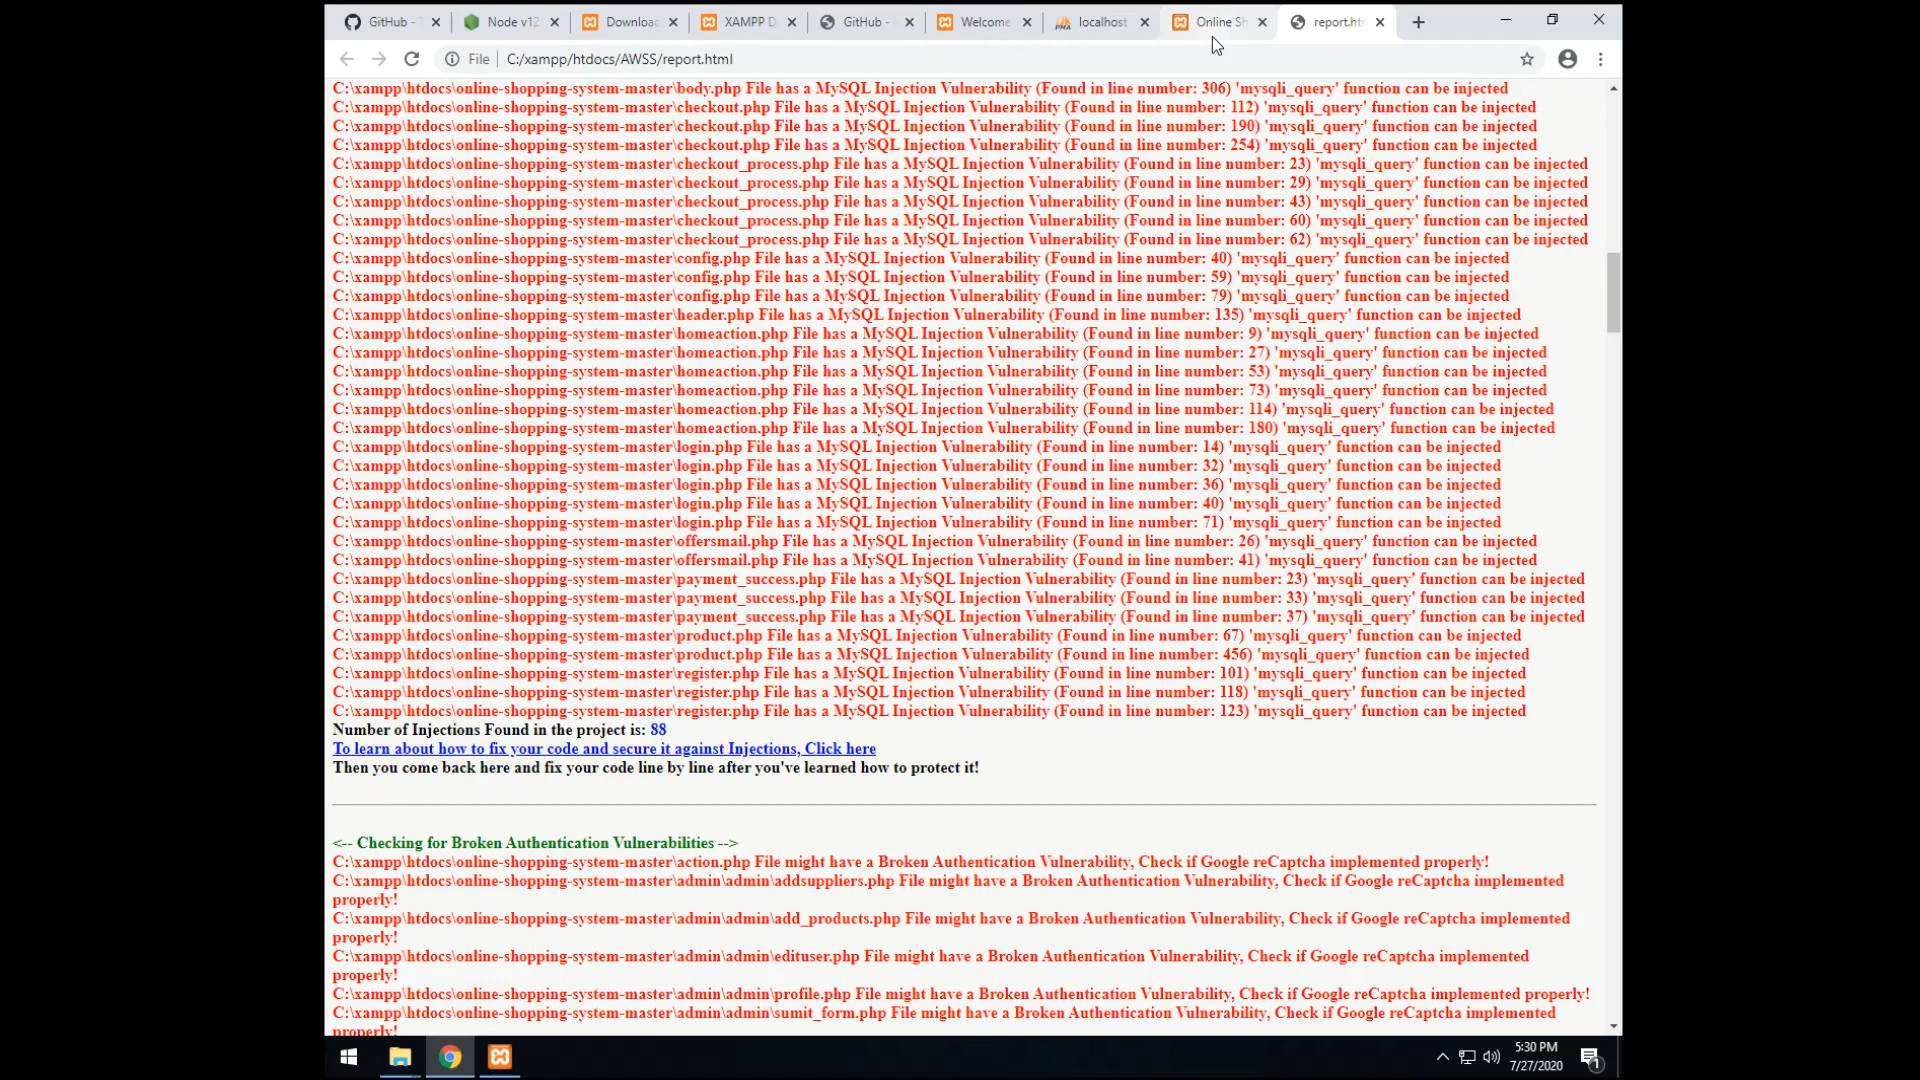 GitHub -
Node v12
Downloa
XAMPP D
GitHub -
Welcome
localhost
Online Sh
report.htm
File
C:/xampp/htdocs/AWSS/report.html
C:\xampp\htdocs\online-shopping-system-master\body.php File has a MySQL Injection Vulnerability (Found in line number: 306) 'mysqli_query' function can be injected
C:\xampp\htdocs\online-shopping-system-master\checkout.php File has a MySQL Injection Vulnerability (Found in line number: 112) 'mysqli_query' function can be injected
C:\xampp\htdocs\online-shopping-system-master\checkout.php File has a MySQL Injection Vulnerability (Found in line number: 190) 'mysqli_query' function can be injected
C:\xampp\htdocs\online-shopping-system-master\checkout.php File has a MySQL Injection Vulnerability (Found in line number: 254) 'mysqli_query' function can be injected
C:\xampp\htdocs\online-shopping-system-master\checkout_process.php File has a MySQL Injection Vulnerability (Found in line number: 23) 'mysqli_query' function can be injected
C:\xampp\htdocs\online-shopping-system-master\checkout_process.php File has a MySQL Injection Vulnerability (Found in line number: 29) 'mysqli_query' function can be injected
C:\xampp\htdocs\online-shopping-system-master\checkout_process.php File has a MySQL Injection Vulnerability (Found in line number: 43) 'mysqli_query' function can be injected
C:\xampp\htdocs\online-shopping-system-master\checkout_process.php File has a MySQL Injection Vulnerability (Found in line number: 60) 'mysqli_query' function can be injected
C:\xampp\htdocs\online-shopping-system-master\checkout_process.php File has a MySQL Injection Vulnerability (Found in line number: 62) 'mysqli_query' function can be injected
C:\xampp\htdocs\online-shopping-system-master\config.php File has a MySQL Injection Vulnerability (Found in line number: 40) 'mysqli_query' function can be injected
C:\xampp\htdocs\online-shopping-system-master\config.php File has a MySQL Injection Vulnerability (Found in line number: 59) 'mysqli_query' function can be injected
C:\xampp\htdocs\online-shopping-system-master\config.php File has a MySQL Injection Vulnerability (Found in line number: 79) 'mysqli_query' function can be injected
C:\xampp\htdocs\online-shopping-system-master\header.php File has a MySQL Injection Vulnerability (Found in line number: 135) 'mysqli_query' function can be injected
C:\xampp\htdocs\online-shopping-system-master\homeaction.php File has a MySQL Injection Vulnerability (Found in line number: 9) 'mysqli_query' function can be injected
C:\xampp\htdocs\online-shopping-system-master\homeaction.php File has a MySQL Injection Vulnerability (Found in line number: 27) 'mysqli_query' function can be injected
C:\xampp\htdocs\online-shopping-system-master\homeaction.php File has a MySQL Injection Vulnerability (Found in line number: 53) 'mysqli_query' function can be injected
C:\xampp\htdocs\online-shopping-system-master\homeaction.php File has a MySQL Injection Vulnerability (Found in line number: 73) 'mysqli_query' function can be injected
C:\xampp\htdocs\online-shopping-system-master\homeaction.php File has a MySQL Injection Vulnerability (Found in line number: 114) 'mysqli_query' function can be injected
C:\xampp\htdocs\online-shopping-system-master\homeaction.php File has a MySQL Injection Vulnerability (Found in line number: 180) 'mysqli_query' function can be injected
C:\xampp\htdocs\online-shopping-system-master\login.php File has a MySQL Injection Vulnerability (Found in line number: 14) 'mysqli_query' function can be injected
C:\xampp\htdocs\online-shopping-system-master\login.php File has a MySQL Injection Vulnerability (Found in line number: 32) 'mysqli_query' function can be injected
C:\xampp\htdocs\online-shopping-system-master\login.php File has a MySQL Injection Vulnerability (Found in line number: 36) 'mysqli_query' function can be injected
C:\xampp\htdocs\online-shopping-system-master\login.php File has a MySQL Injection Vulnerability (Found in line number: 40) 'mysqli_query' function can be injected
C:\xampp\htdocs\online-shopping-system-master\login.php File has a MySQL Injection Vulnerability (Found in line number: 71) 'mysqli_query' function can be injected
C:\xampp\htdocs\online-shopping-system-master\offersmail.php File has a MySQL Injection Vulnerability (Found in line number: 26) 'mysqli_query' function can be injected
C:\xampp\htdocs\online-shopping-system-master\offersmail.php File has a MySQL Injection Vulnerability (Found in line number: 41) 'mysqli_query' function can be injected
C:\xampp\htdocs\online-shopping-system-master\payment_success.php File has a MySQL Injection Vulnerability (Found in line number: 23) 'mysqli_query' function can be injected
C:\xampp\htdocs\online-shopping-system-master\payment_success.php File has a MySQL Injection Vulnerability (Found in line number: 33) 'mysqli_query' function can be injected
C:\xampp\htdocs\online-shopping-system-master\payment_success.php File has a MySQL Injection Vulnerability (Found in line number: 37) 'mysqli_query' function can be injected
C:\xampp\htdocs\online-shopping-system-master\product.php File has a MySQL Injection Vulnerability (Found in line number: 67) 'mysqli_query' function can be injected
C:\xampp\htdocs\online-shopping-system-master\product.php File has a MySQL Injection Vulnerability (Found in line number: 456) 'mysqli_query' function can be injected
C:\xampp\htdocs\online-shopping-system-master\register.php File has a MySQL Injection Vulnerability (Found in line number: 101) 'mysqli_query' function can be injected
C:\xampp\htdocs\online-shopping-system-master\register.php File has a MySQL Injection Vulnerability (Found in line number: 118) 'mysqli_query' function can be injected
C:\xampp\htdocs\online-shopping-system-master\register.php File has a MySQL Injection Vulnerability (Found in line number: 123) 'mysqli_query' function can be injected
Number of Injections Found in the project is: 88
To learn about how to fix your code and secure it against Injections, Click here
Then you come back here and fix your code line by line after you've learned how to protect it!
<-- Checking for Broken Authentication Vulnerabilities -->
C:\xampp\htdocs\online-shopping-system-master\action.php File might have a Broken Authentication Vulnerability, Check if Google reCaptcha implemented properly!
C:\xampp\htdocs\online-shopping-system-master\admin\admin\addsuppliers.php File might have a Broken Authentication Vulnerability, Check if Google reCaptcha implemented
properly!
C:\xampp\htdocs\online-shopping-system-master\admin\admin\add_products.php File might have a Broken Authentication Vulnerability, Check if Google reCaptcha implemented
properly!
C:\xampp\htdocs\online-shopping-system-master\admin\admin\edituser.php File might have a Broken Authentication Vulnerability, Check if Google reCaptcha implemented
properly!
C:\xampp\htdocs\online-shopping-system-master\admin\admin\profile.php File might have a Broken Authentication Vulnerability, Check if Google reCaptcha implemented properly!
C:\xampp\htdocs\online-shopping-system-master\admin\admin\sumit_form.php File might have a Broken Authentication Vulnerability, Check if Google reCaptcha implemented
properly!
5:30 PM
7/27/2020
1